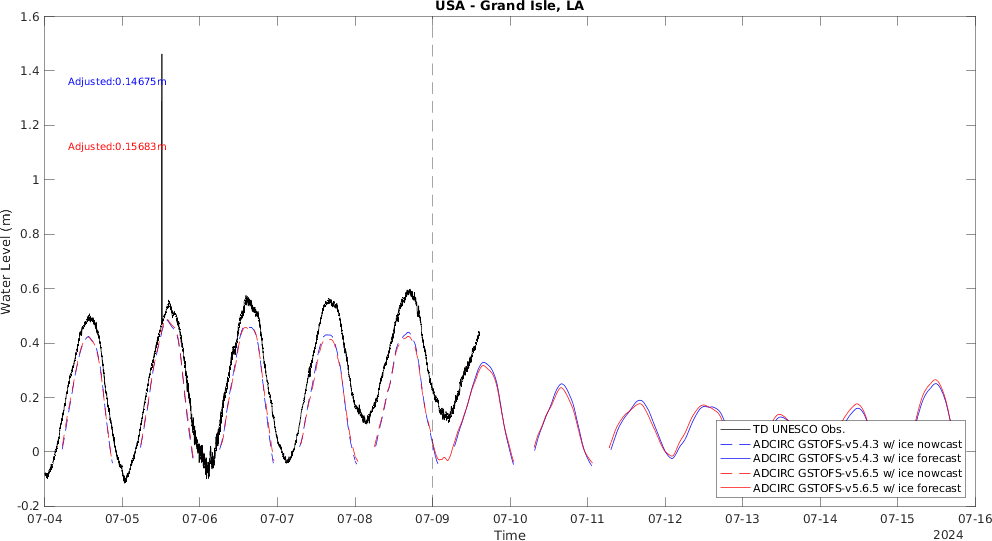 USA - Grand Isle, LA
1.6
1.4
1.2
1
0.8
0.6
0.4
0.2
0
-0.2
Water Level (m)
Adjusted:0.14675m
Adjusted:0.15683m
TD UNESCO Obs.
ADCIRC GSTOFS-v5.4.3 w/ ice nowcast
ADCIRC GSTOFS-v5.4.3 w/ ice forecast
ADCIRC GSTOFS-v5.6.5 w/ ice nowcast
ADCIRC GSTOFS-v5.6.5 w/ ice forecast
07-04 07-05 07-06 07-07 07-08 07-09 07-10 07-11 07-12 07-13 07-14 07-15 07-16
Time
2024